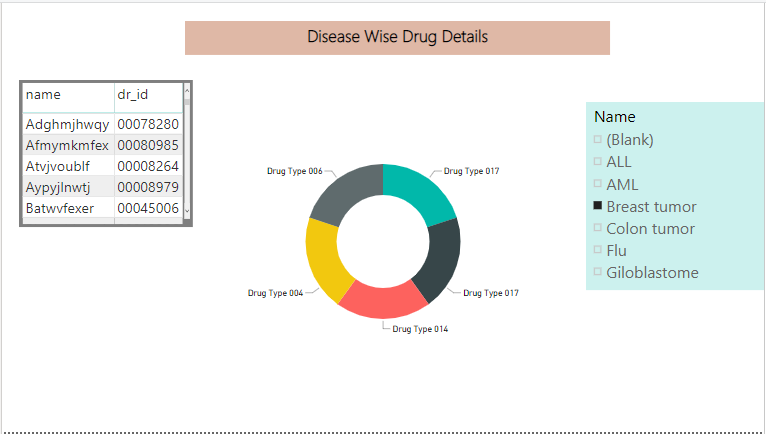 Disease Wise Drug Details
name dr_id
Adghmjhwqy 00078280
Afmymkmfex 00080985
Atvjvoublf 00008264
Aypyjlnwtj 00008979
Batwvfexer 00045006
Drug Type 006
Drug Type 017
Drug Type 004
Drug Type 017
Drug Type 014
Name
(Blank)
ALL
AML
Breast tumor
Colon tumor
Flu
Giloblastome